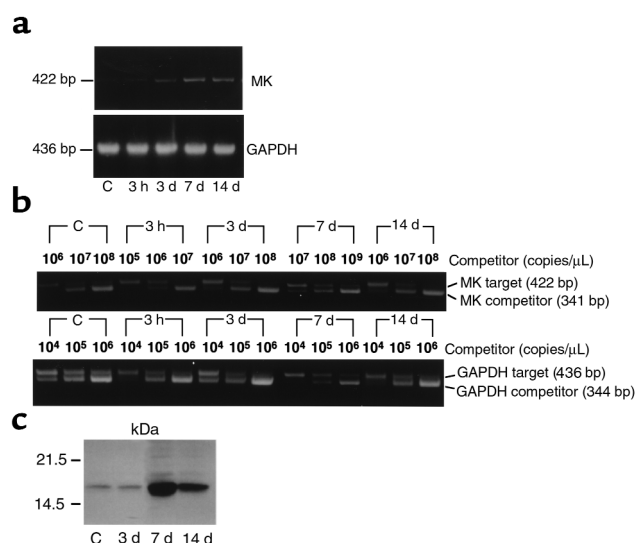 a
422 bp MK
436 bp GAPDH
C 3 h 3 d 7 d 14 d
b
C 3 h 3 d 7 d 14 d
10⁶ 10⁷ 10⁸ 10⁵ 10⁶ 10⁷ 10⁶ 10⁷ 10⁸ 10⁷ 10⁸ 10⁹ 10⁶ 10⁷ 10⁸ Competitor (copies/µL)
MK target (422 bp)
MK competitor (341 bp)
C 3 h 3 d 7 d 14 d
10⁴ 10⁵ 10⁶ 10⁴ 10⁵ 10⁶ 10⁴ 10⁵ 10⁶ 10⁴ 10⁵ 10⁶ 10⁴ 10⁵ 10⁶ Competitor (copies/µL)
GAPDH target (436 bp)
GAPDH competitor (344 bp)
c
kDa
21.5
14.5
C 3 d 7 d 14 d